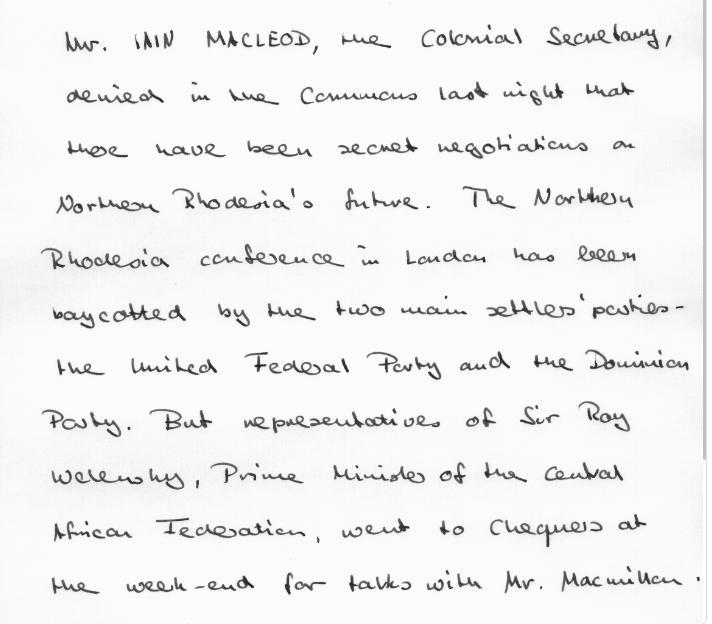 Mr. IAIN MACLEOD, the Colonial Secretary,
denied in the Commons last night that
there have been secret negotiations on
Northern Rhodesia's future. The Northern
Rhodesia conference in London has been
boycotted by the two main settlers' parties -
the United Federal Party and the Dominion
Party. But representatives of Sir Roy
Welensky, Prime Minister of the Central
African Federation, went to Chequers at
the week-end for talks with Mr. Macmillan.